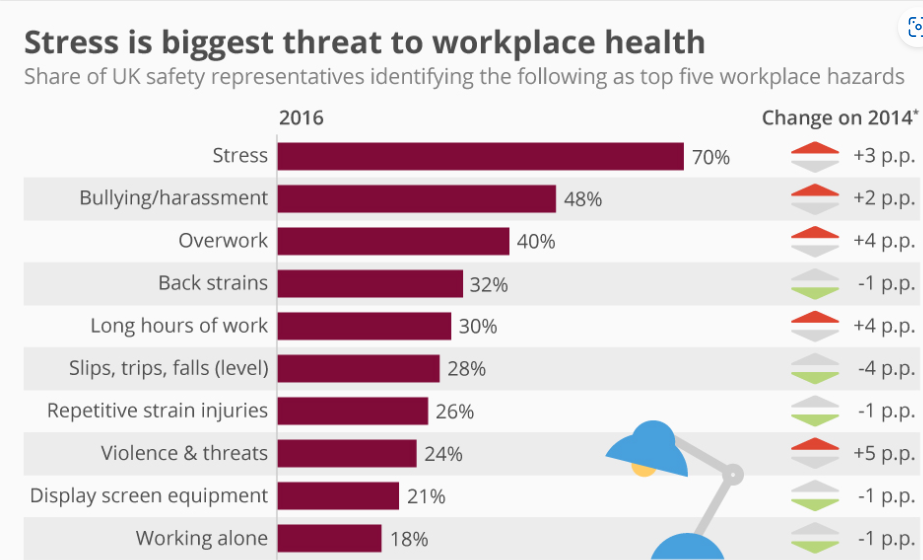 Stress is biggest threat to workplace health
Share of UK safety representatives identifying the following as top five workplace hazards
2016 Change on 2014*
Stress 70% +3 p.p.
Bullying/harassment 48% +2 p.p.
Overwork 40% +4 p.p.
Back strains 32% -1 p.p.
Long hours of work 30% +4 p.p.
Slips, trips, falls (level) 28% -4 p.p.
Repetitive strain injuries 26% -1 p.p.
Violence & threats 24% +5 p.p.
Display screen equipment 21% -1 p.p.
Working alone 18% -1 p.p.